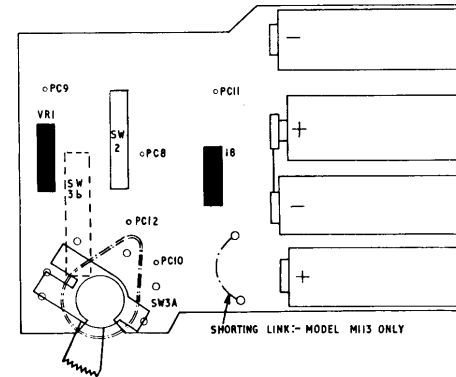 PC9
PC11
VR1
SW
2
PC8
18
SW
3b
PC12
PC10
SW3A
SHORTING LINK:- MODEL M113 ONLY
−
+
−
+